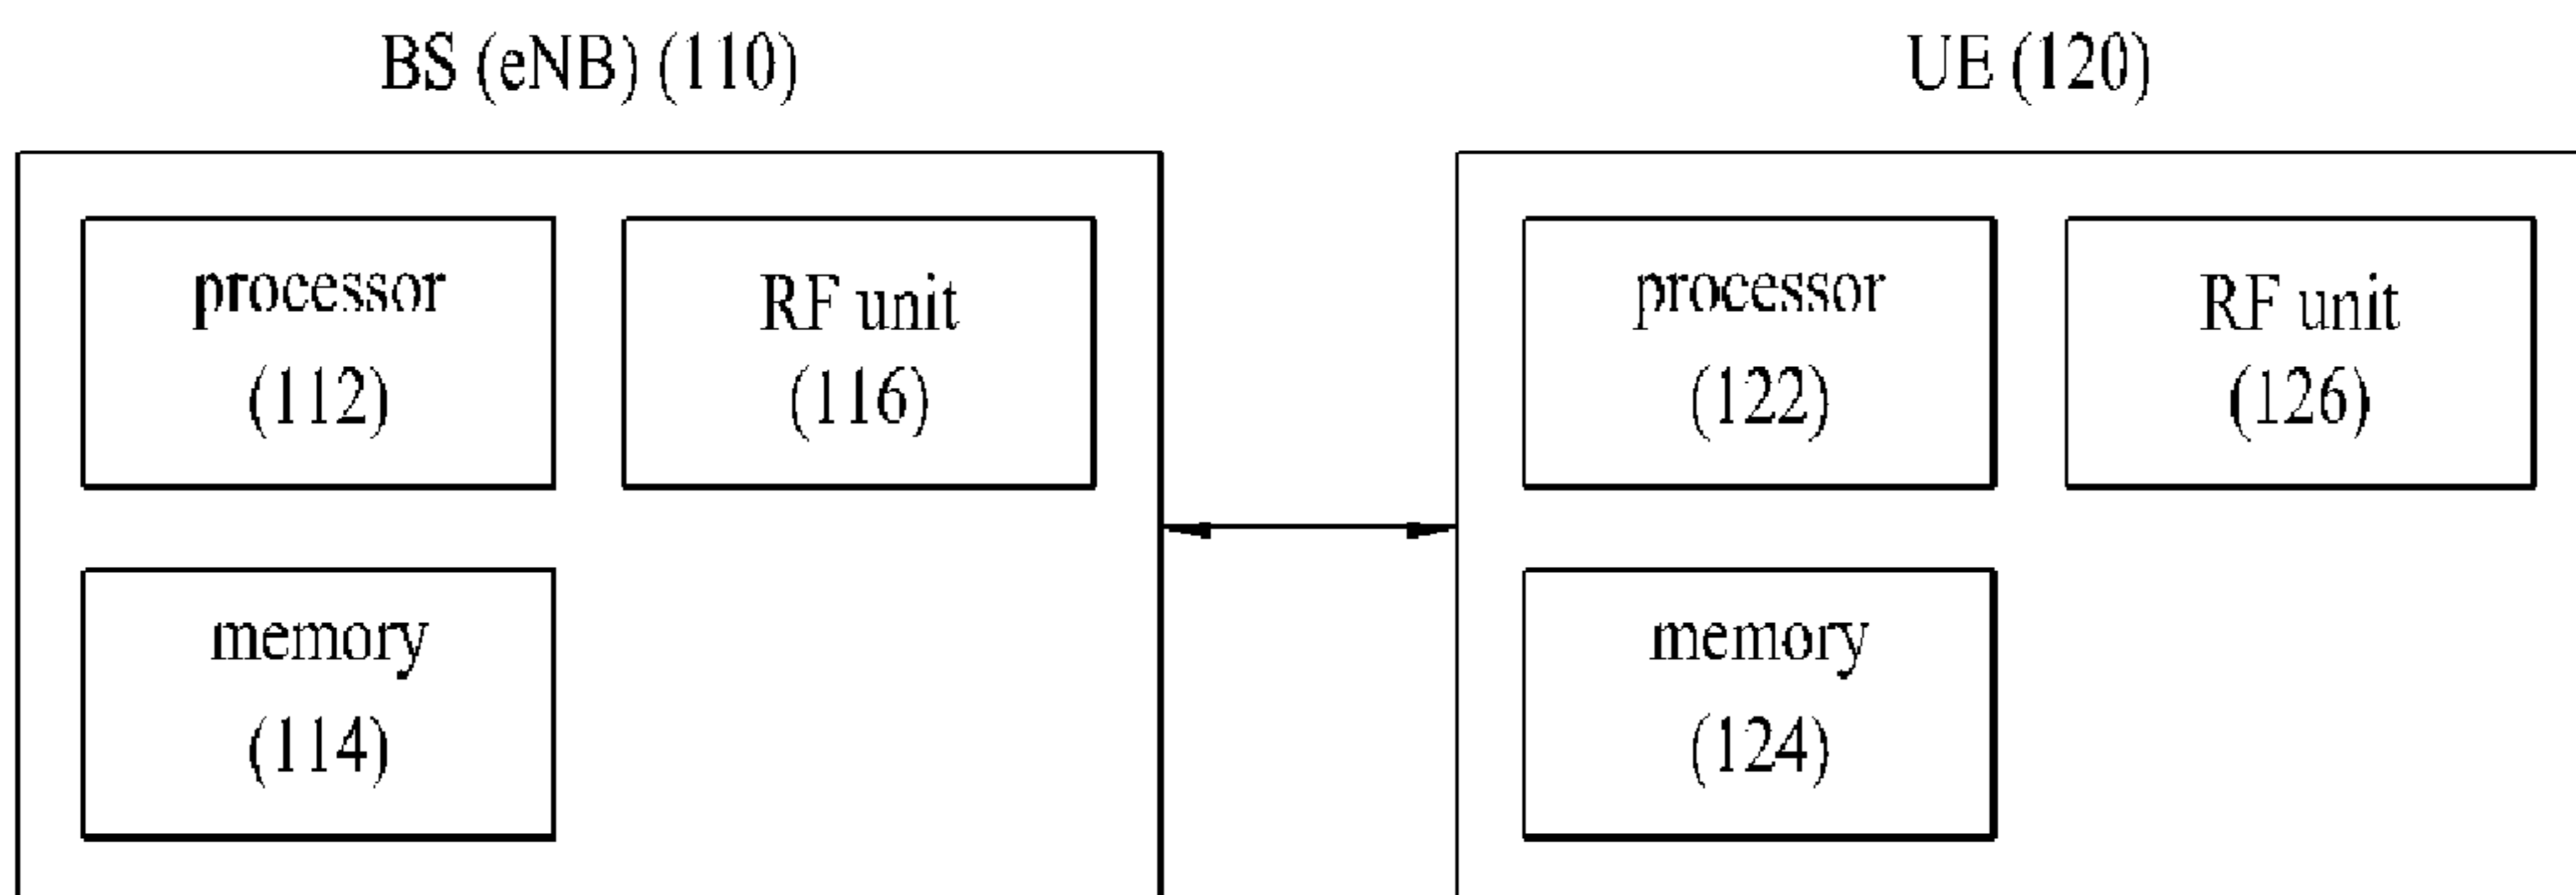 BS (eNB) (110)
processor
(112)
RF unit
(116)
memory
(114)
UE (120)
processor
(122)
RF unit
(126)
memory
(124)